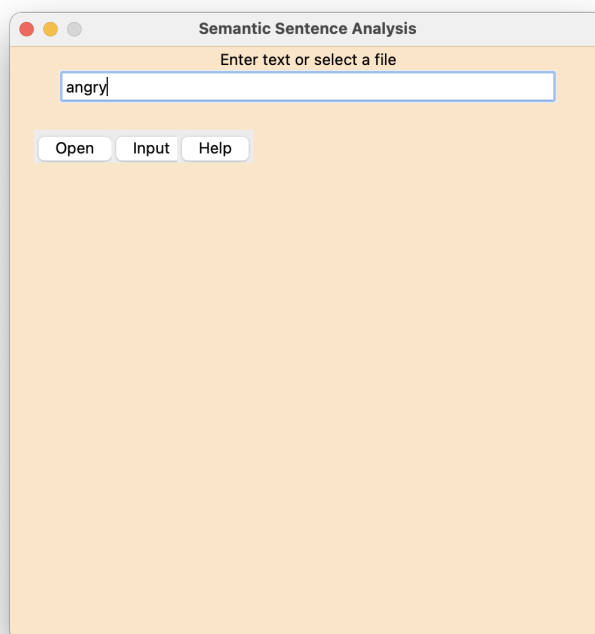 Semantic Sentence Analysis
Enter text or select a file
angry
Open Input Help